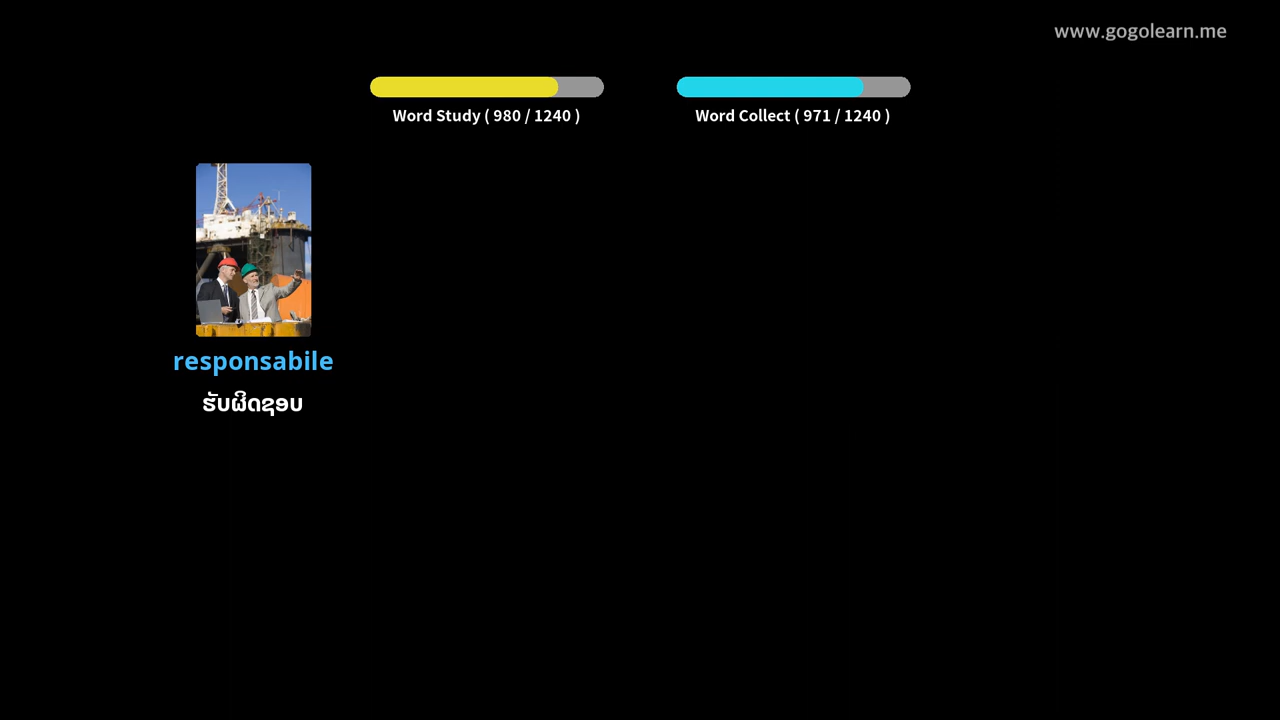 www.gogolearn.me
Word Study ( 980 / 1240 )
Word Collect ( 971 / 1240 )
responsabile
ຮັບຜິດຊອບ